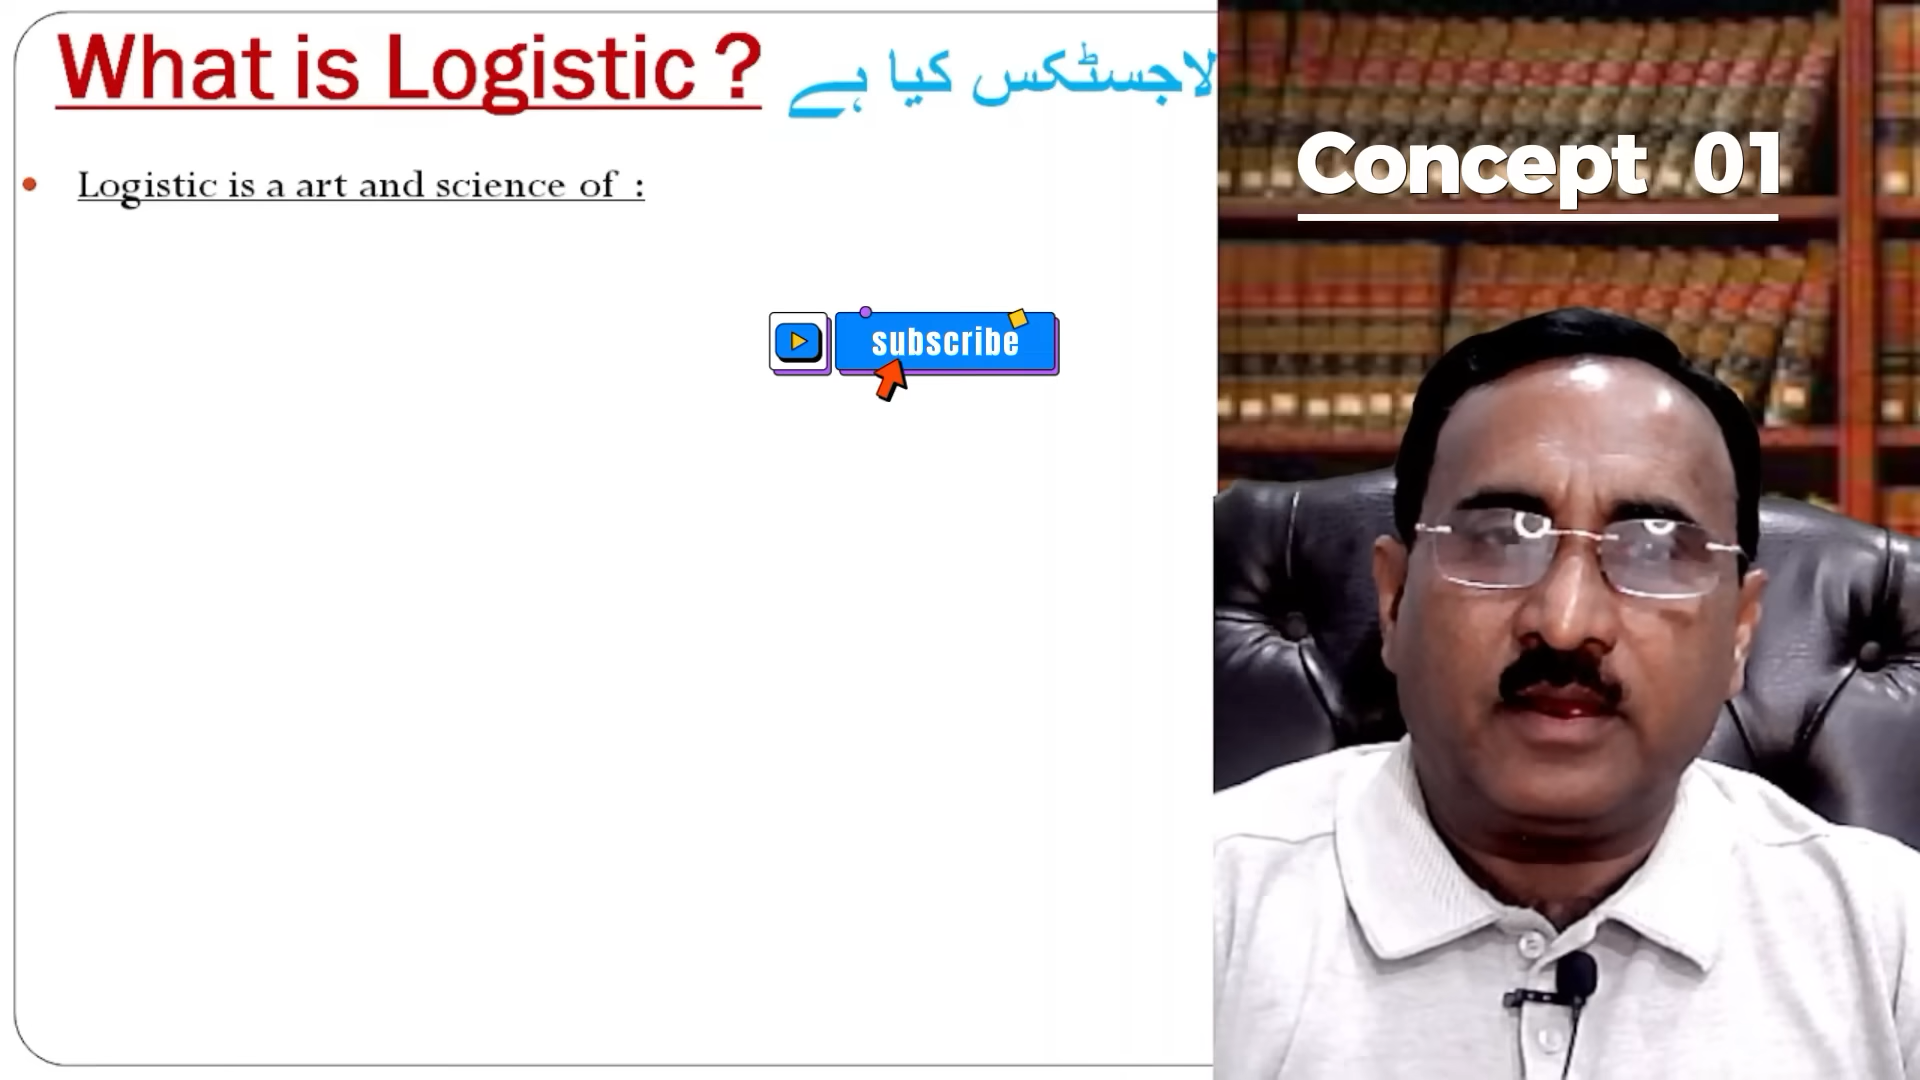 What is Logistic ? لاجسٹکس کیا ہے
Concept 01
Logistic is a art and science of :
subscribe